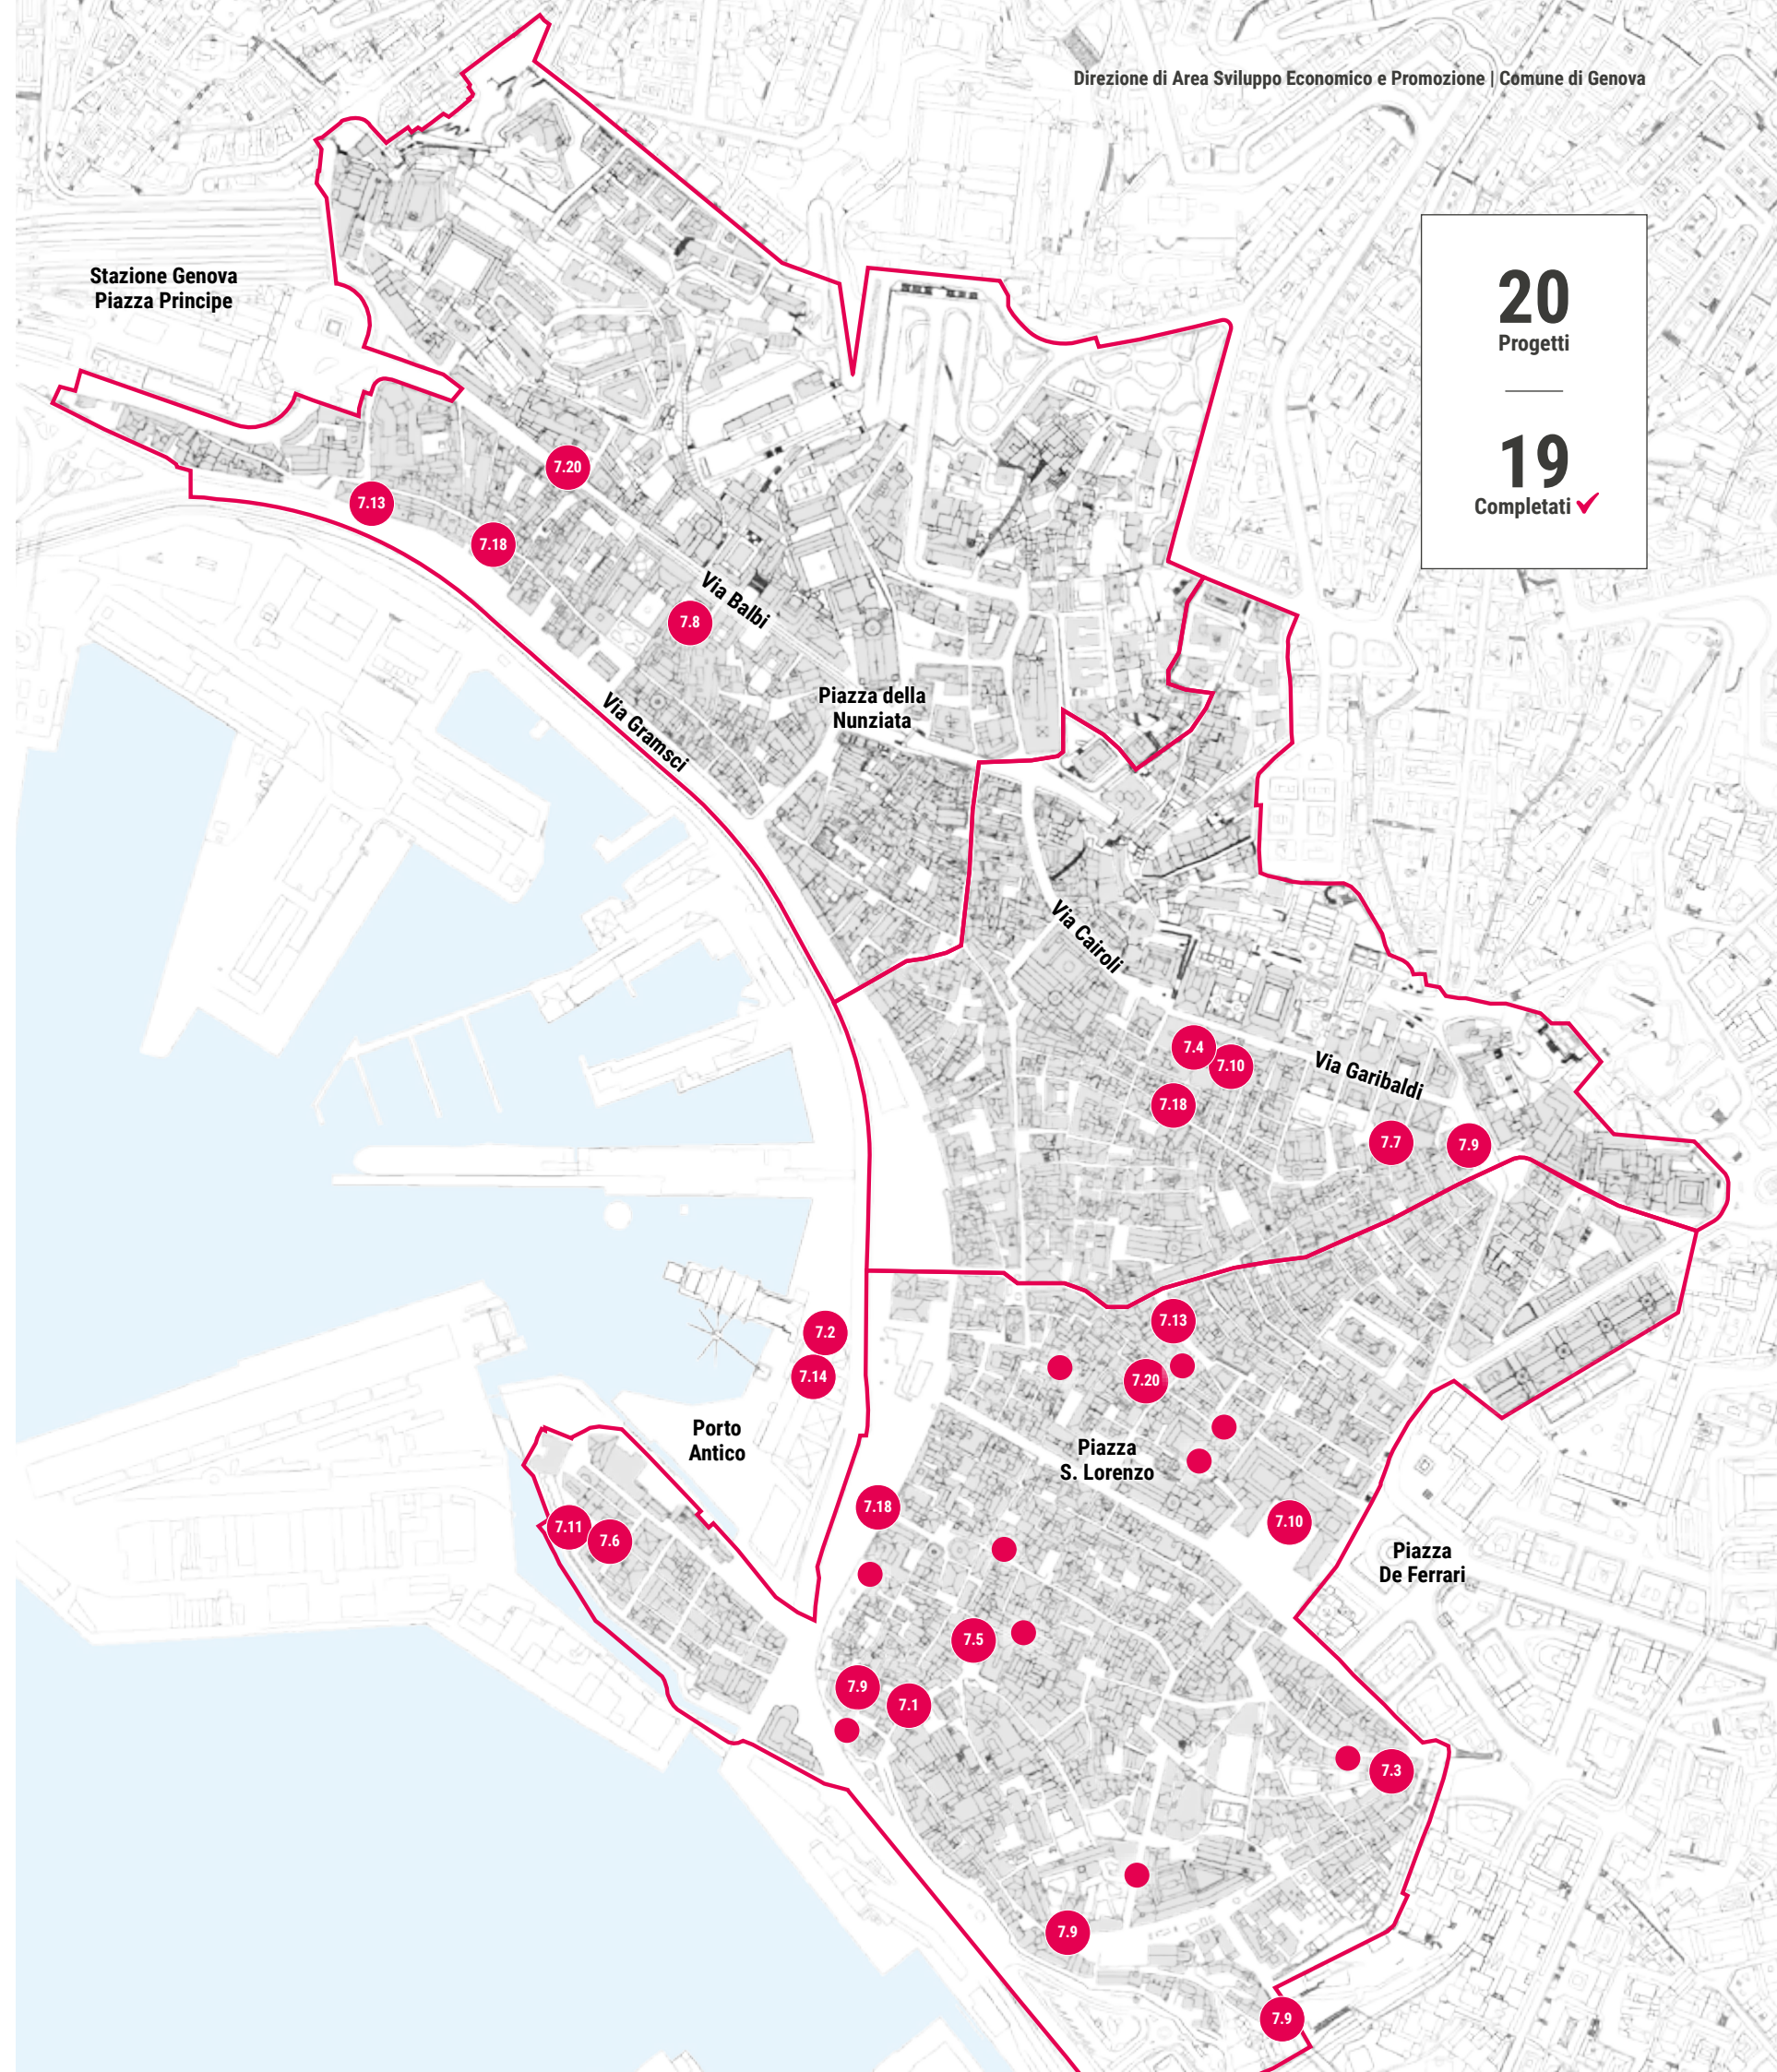 Direzione di Area Sviluppo Economico e Promozione | Comune di Genova
20
Progetti
19
Completati
Stazione Genova
Piazza Principe
7.20
7.13
7.18
Via Balbi
7.8
Piazza della
Nunziata
Via Gramsci
Via Cairoli
7.4
7.10
Via Garibaldi
7.18
7.7
7.9
7.13
7.2
7.14
7.20
Porto
Antico
Piazza
S. Lorenzo
7.18
7.10
7.11
7.6
Piazza
De Ferrari
7.5
7.9
7.1
7.3
7.9
7.9